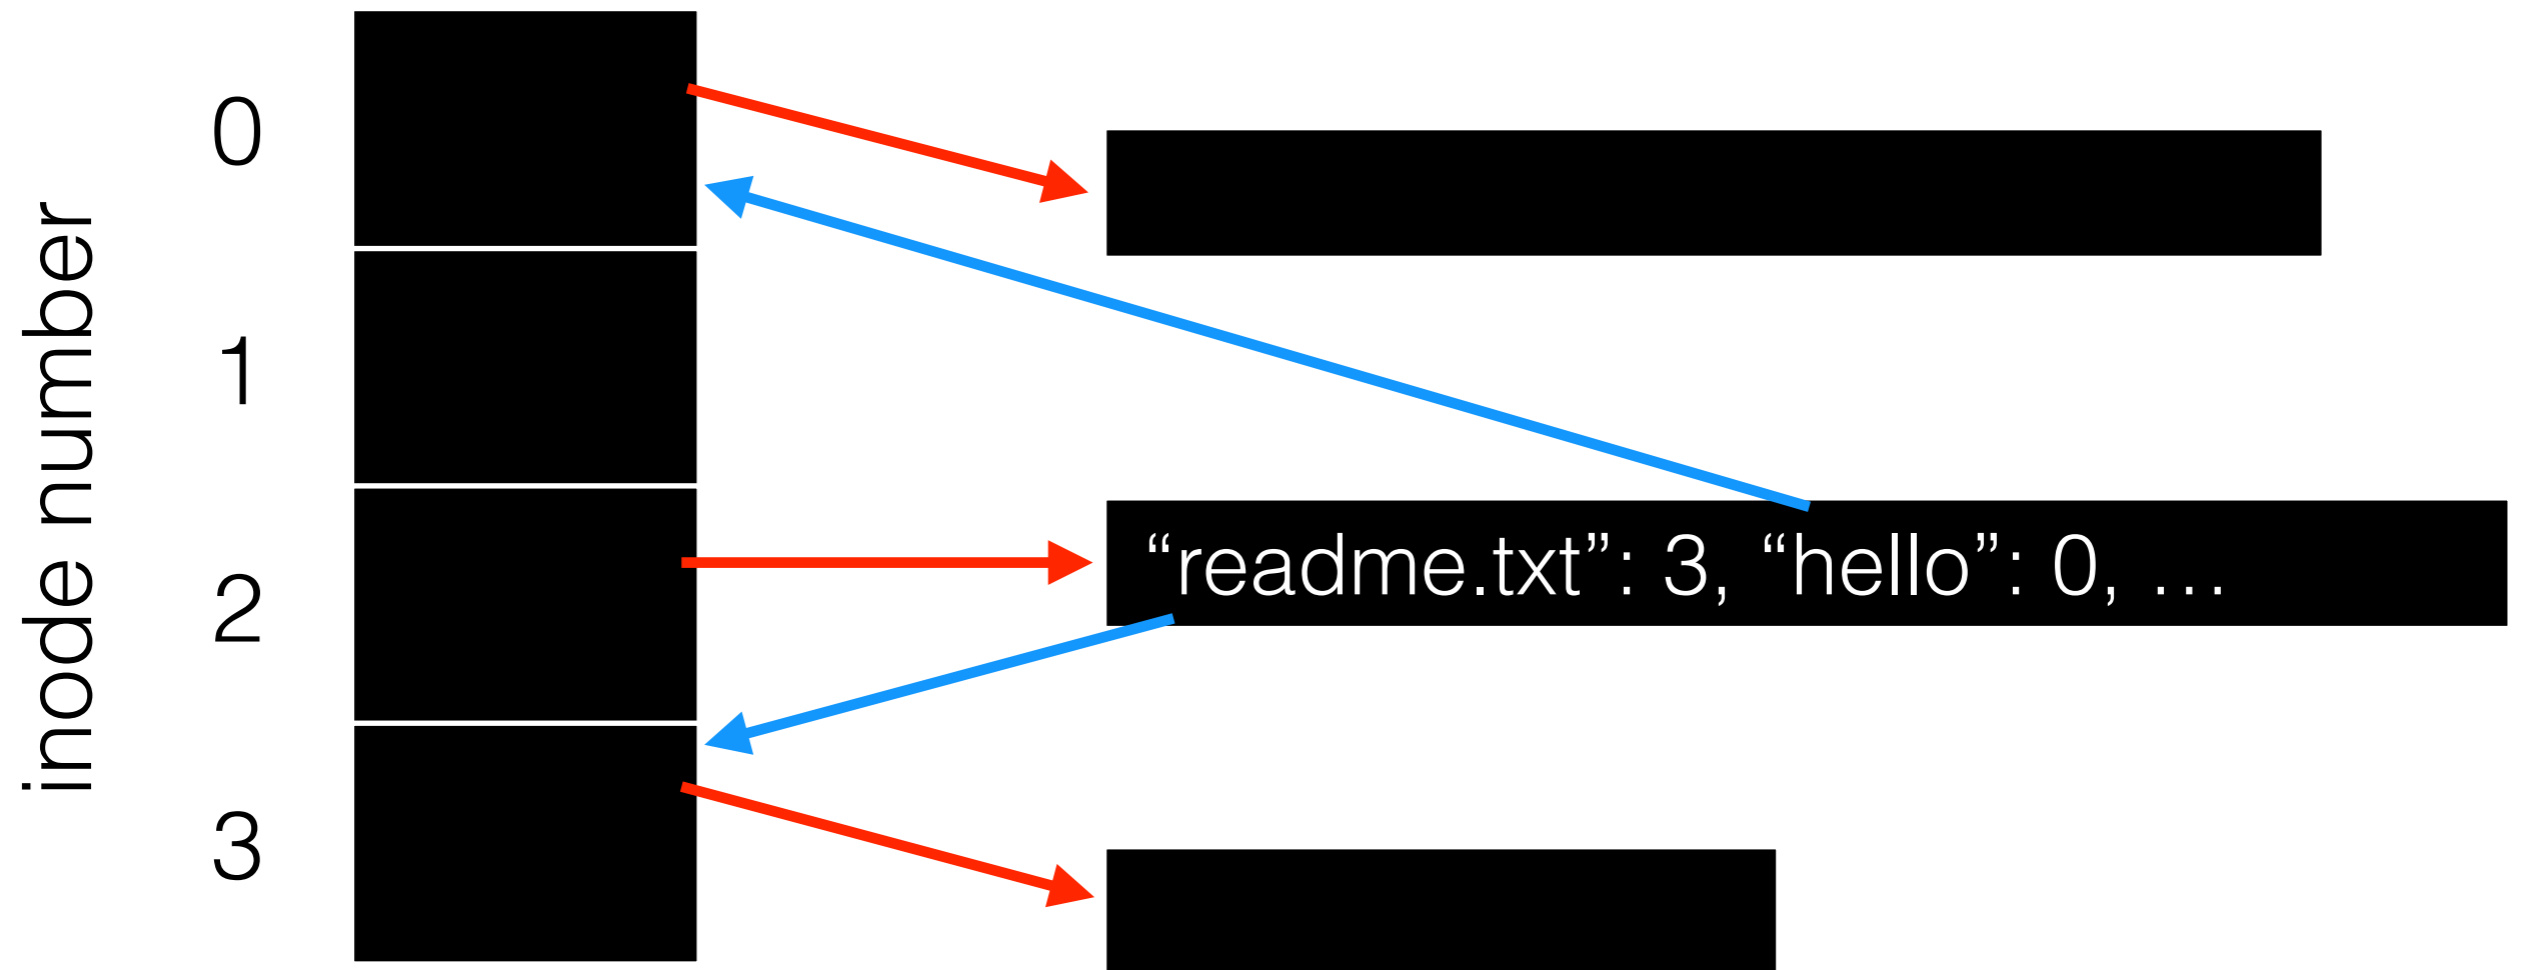 inode number
0
1
2
3
“readme.txt”: 3, “hello”: 0, …